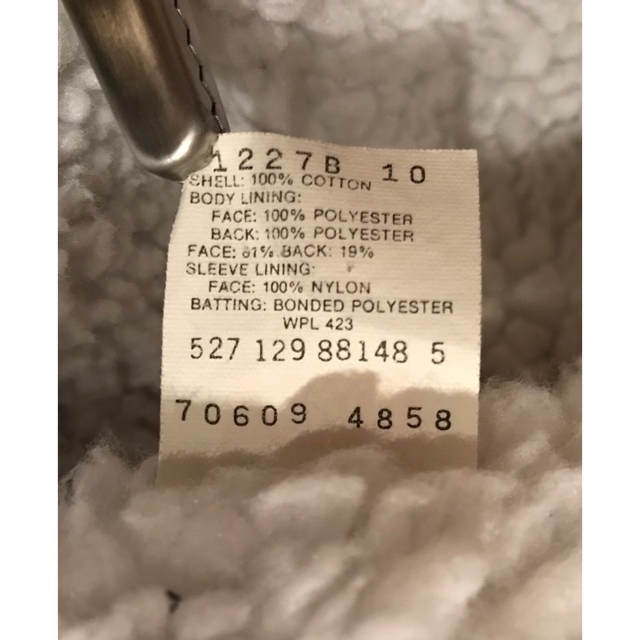 1227B 10
SHELL: 100% COTTON
BODY LINING:
FACE: 100% POLYESTER
BACK: 100% POLYESTER
FACE: 81% BACK: 19%
SLEEVE LINING:
FACE: 100% NYLON
BATTING: BONDED POLYESTER
WPL 423
527 129 88148 5
70609 4858